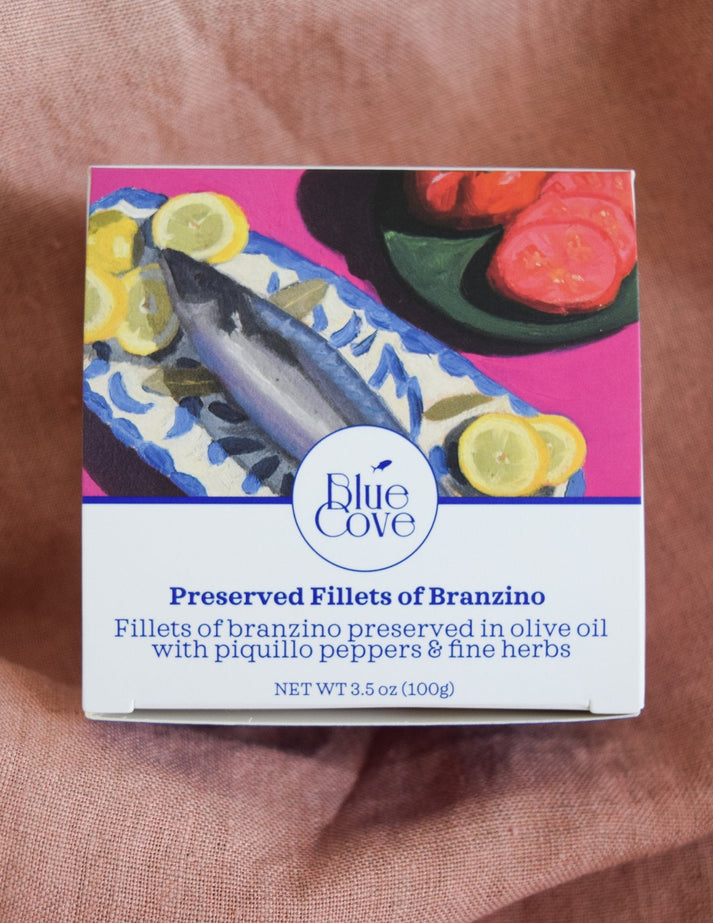 Blue
Cove
Preserved Fillets of Branzino
Fillets of branzino preserved in olive oil
with piquillo peppers & fine herbs
NET WT 3.5 oz (100g)